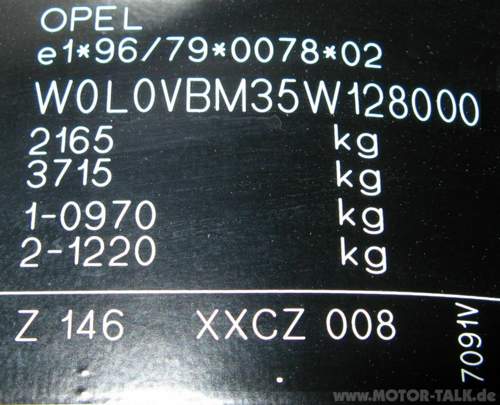 OPEL
e1*96/79*0078*02
W0L0VBM35W128000
2165 kg
3715 kg
1-0970 kg
2-1220 kg
Z 146 XXCZ 008
7091V
www.MOTOR-TALK.de